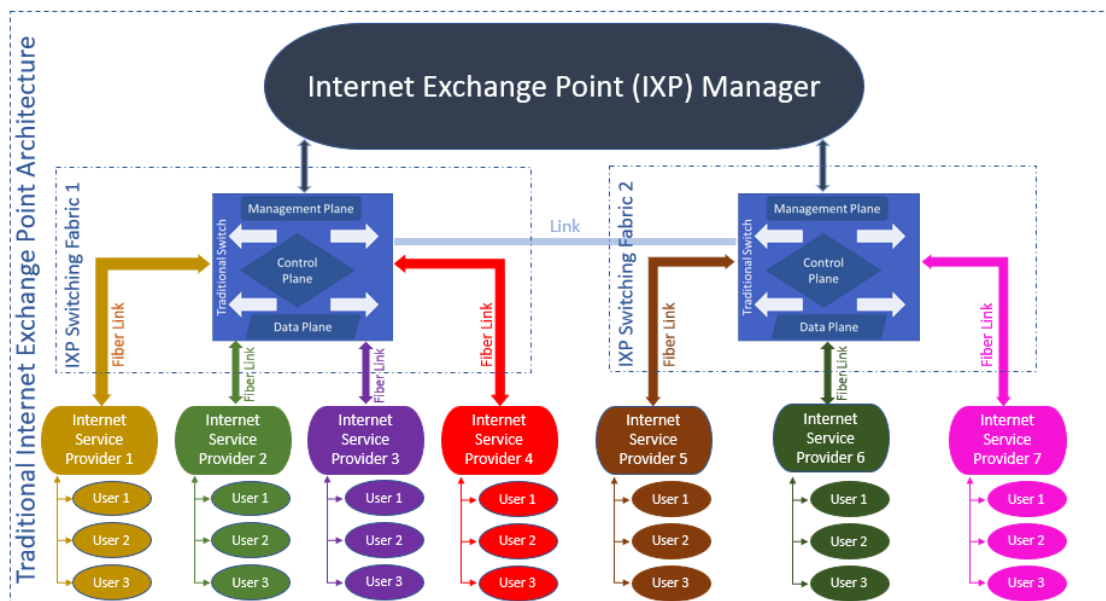 Traditional Internet Exchange Point Architecture
Internet Exchange Point (IXP) Manager
IXP Switching Fabric 1
Traditional Switch
Management Plane
Control
Plane
Data Plane
Link
IXP Switching Fabric 2
Traditional Switch
Management Plane
Control
Plane
Data Plane
Fiber Link
Fiber Link
Fiber Link
Fiber Link
Fiber Link
Fiber Link
Fiber Link
Internet
Service
Provider 1
Internet
Service
Provider 2
Internet
Service
Provider 3
Internet
Service
Provider 4
Internet
Service
Provider 5
Internet
Service
Provider 6
Internet
Service
Provider 7
User 1
User 2
User 3
User 1
User 2
User 3
User 1
User 2
User 3
User 1
User 2
User 3
User 1
User 2
User 3
User 1
User 2
User 3
User 1
User 2
User 3